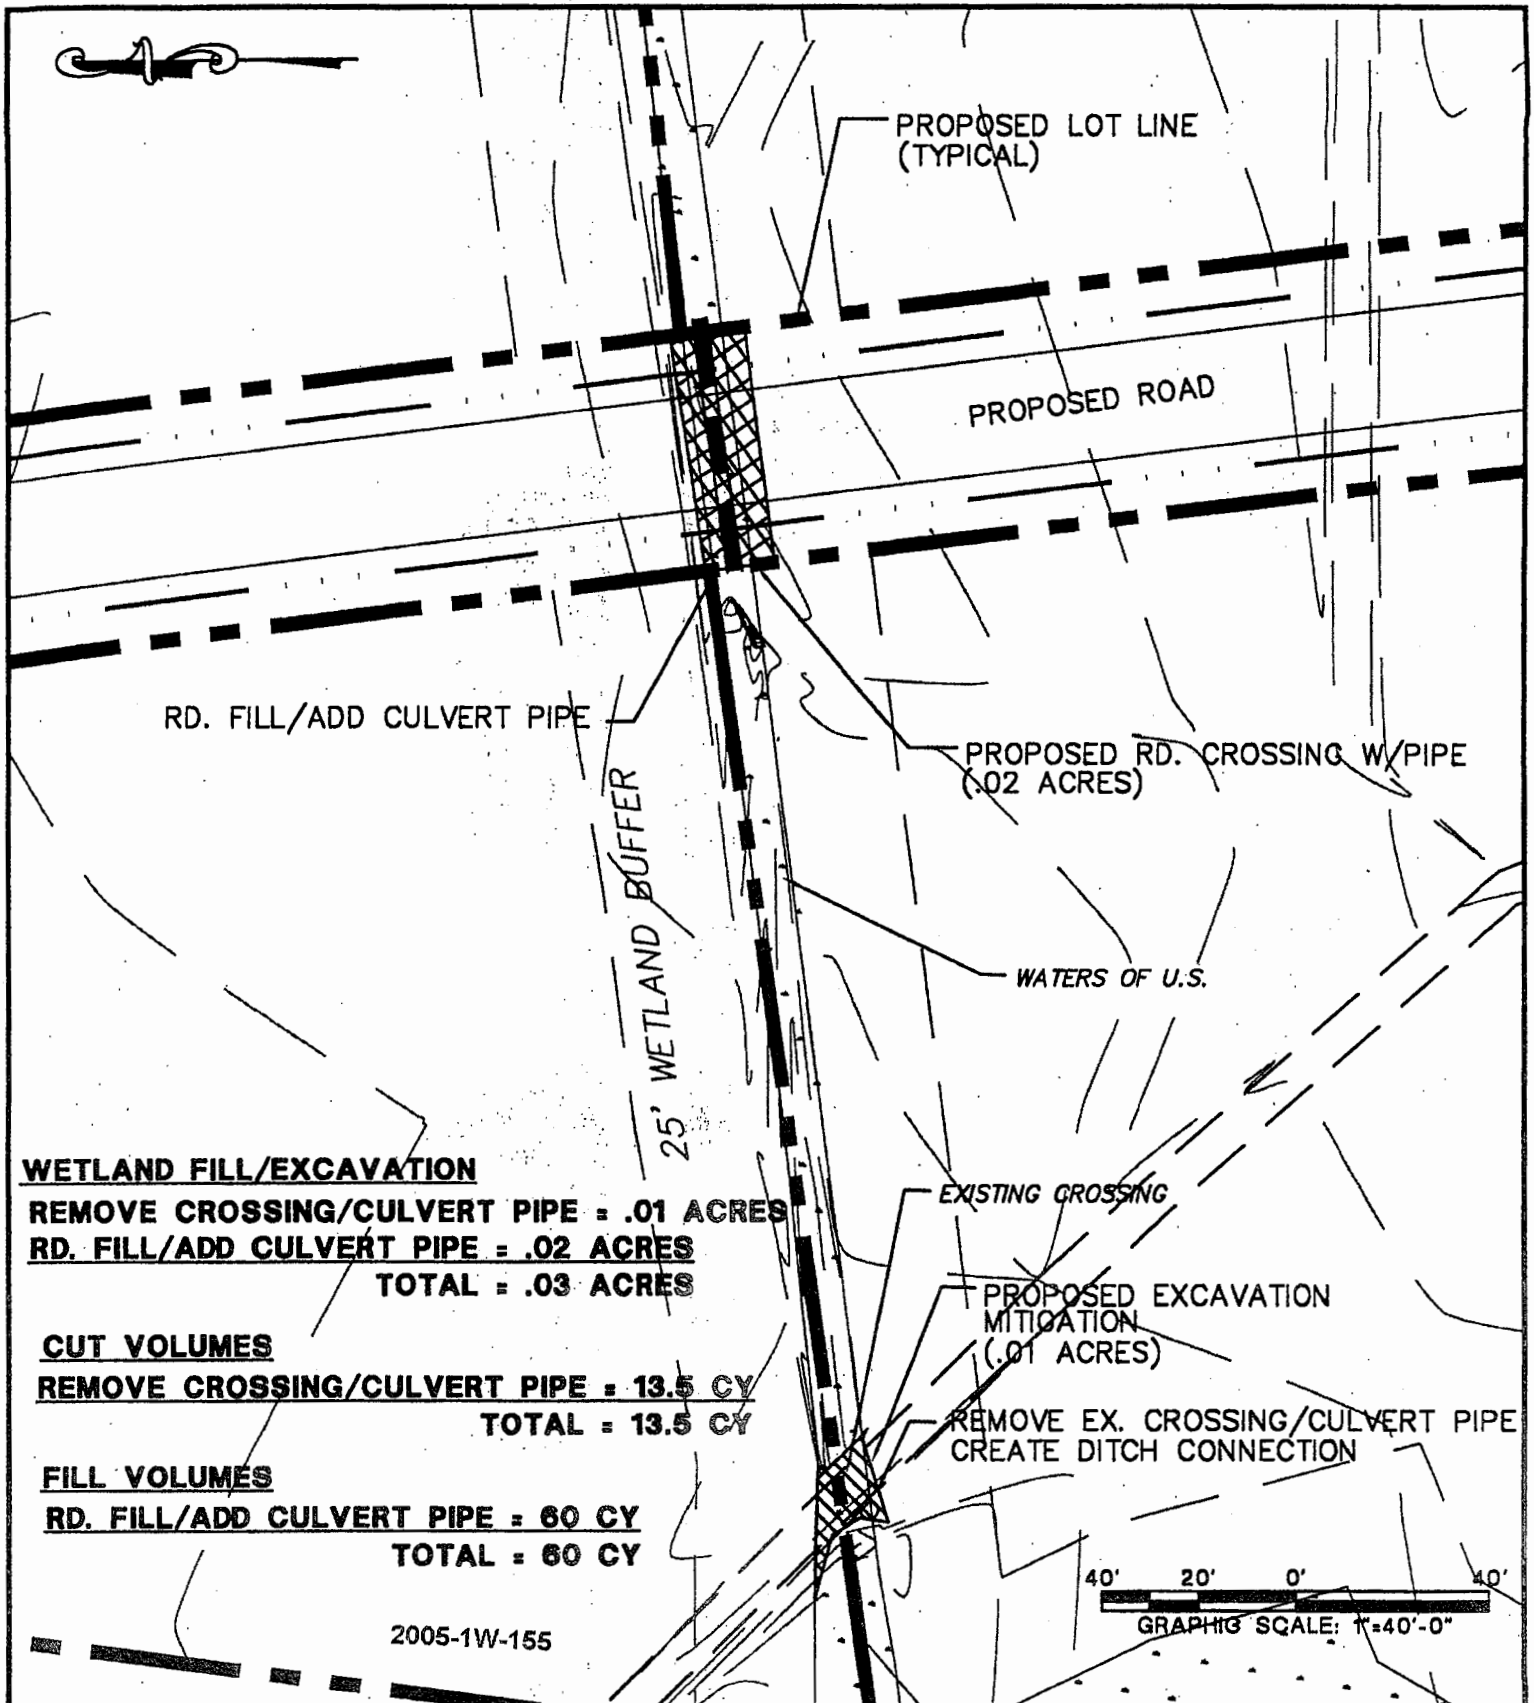 PROPOSED LOT LINE
(TYPICAL)
PROPOSED ROAD
RD. FILL/ADD CULVERT PIPE
PROPOSED RD. CROSSING W/PIPE
(.02 ACRES)
25' WETLAND BUFFER
WATERS OF U.S.
WETLAND FILL/EXCAVATION
REMOVE CROSSING/CULVERT PIPE = .01 ACRES
RD. FILL/ADD CULVERT PIPE = .02 ACRES
TOTAL = .03 ACRES
EXISTING CROSSING
PROPOSED EXCAVATION
MITIGATION
(.01 ACRES)
CUT VOLUMES
REMOVE CROSSING/CULVERT PIPE = 13.5 CY
TOTAL = 13.5 CY
REMOVE EX. CROSSING/CULVERT PIPE
CREATE DITCH CONNECTION
FILL VOLUMES
RD. FILL/ADD CULVERT PIPE = 60 CY
TOTAL = 60 CY
40' 20' 0' 40'
GRAPHIC SCALE: 1"=40'-0"
2005-1W-155